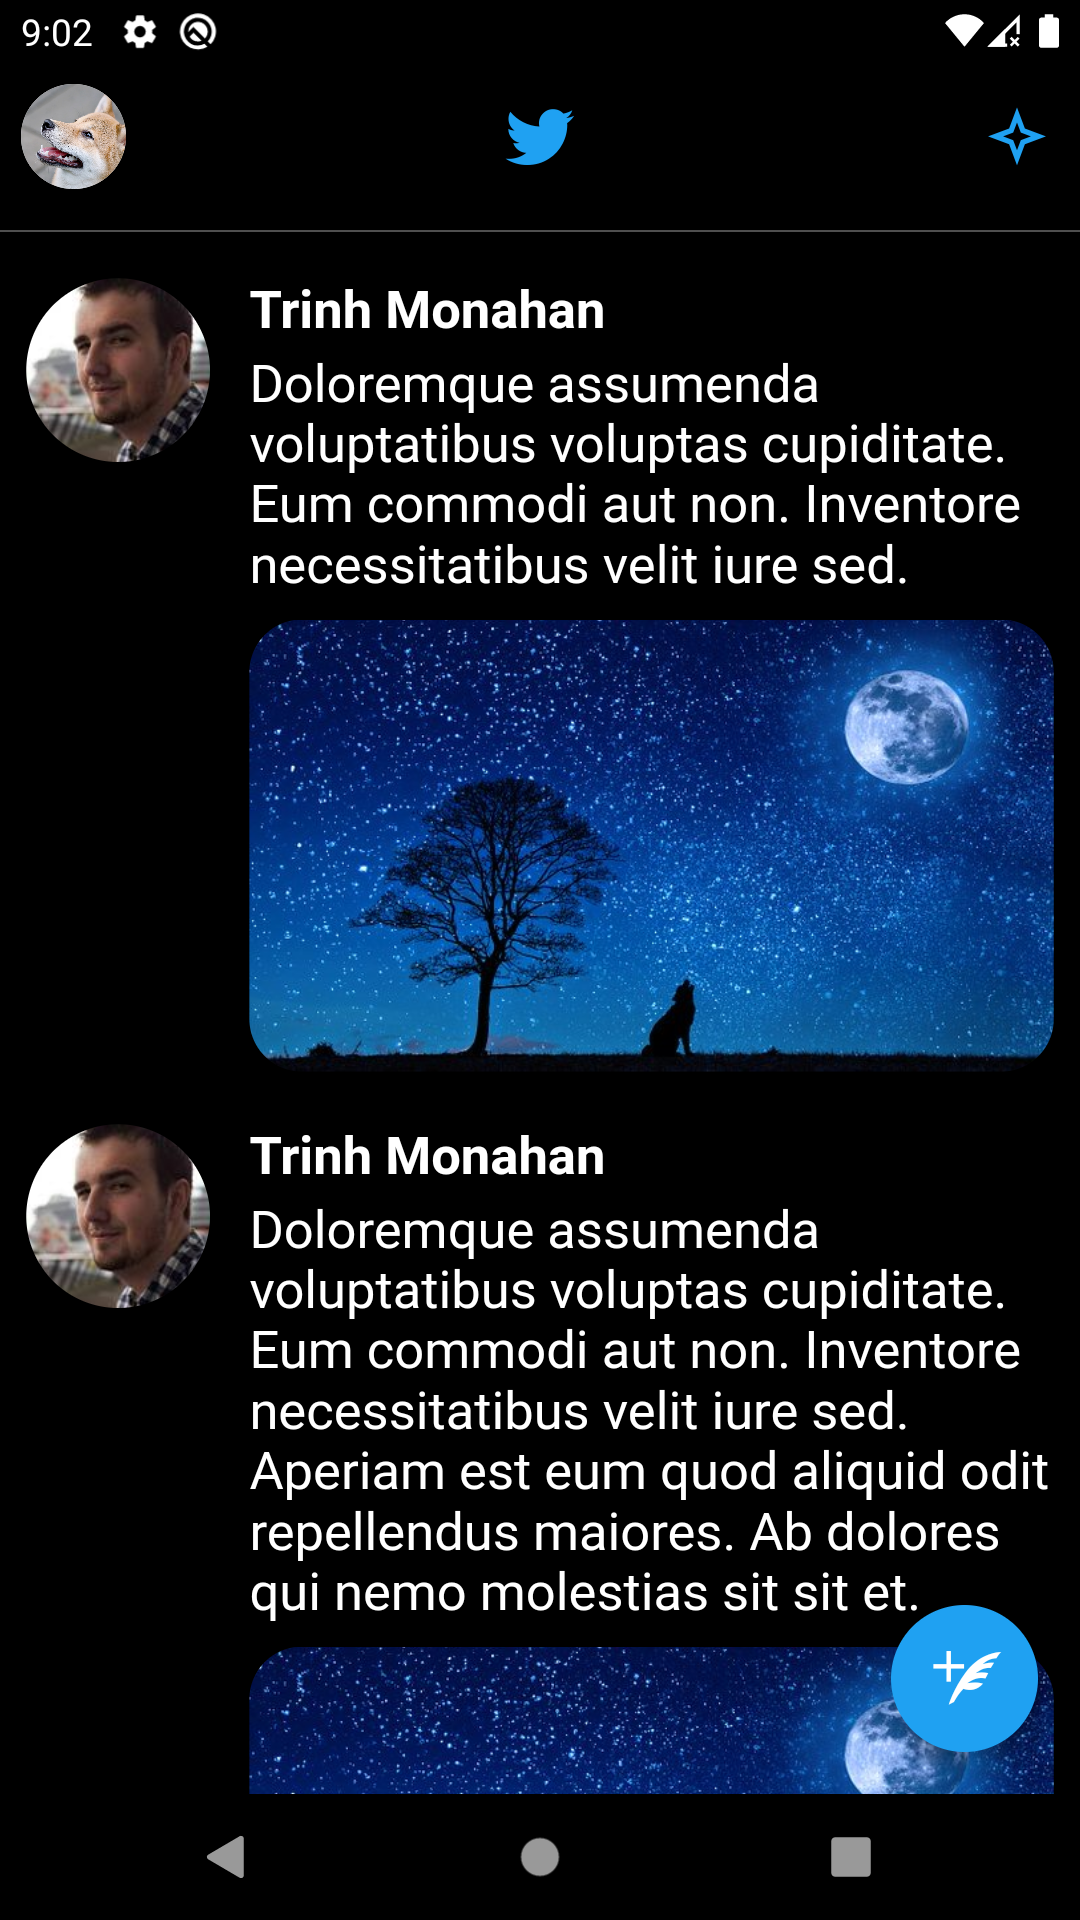 9:02
Trinh Monahan
Doloremque assumenda
voluptatibus voluptas cupiditate.
Eum commodi aut non. Inventore
necessitatibus velit iure sed.
Trinh Monahan
Doloremque assumenda
voluptatibus voluptas cupiditate.
Eum commodi aut non. Inventore
necessitatibus velit iure sed.
Aperiam est eum quod aliquid odit
repellendus maiores. Ab dolores
qui nemo molestias sit sit et.